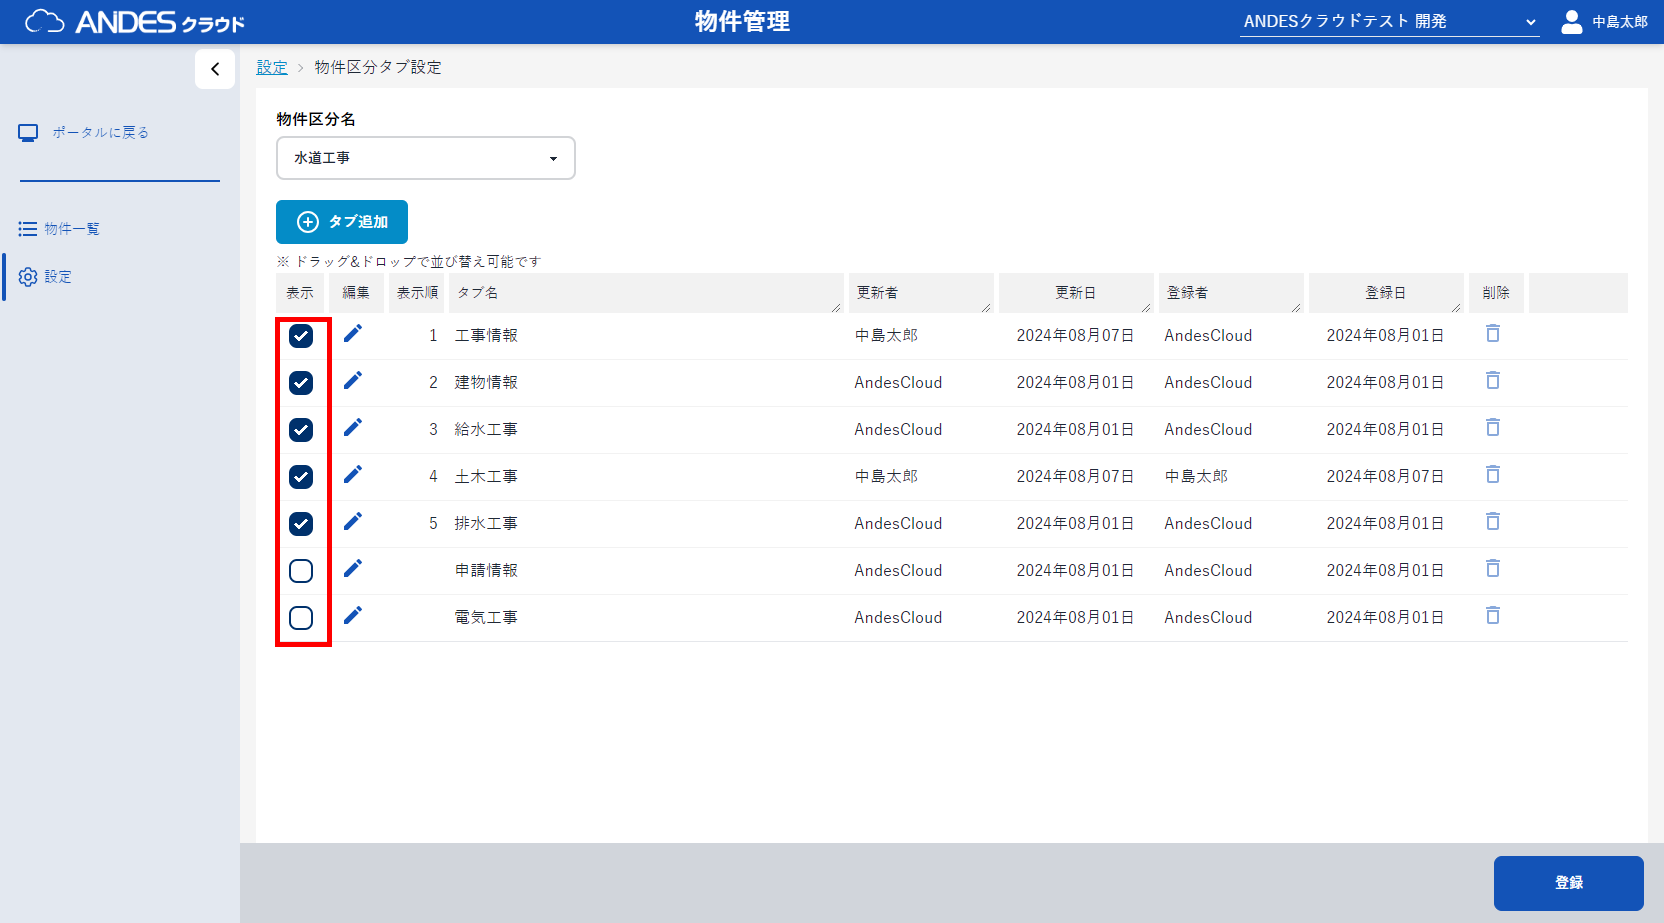 ANDES クラウド
物件管理
ANDESクラウドテスト 開発
中島太郎
設定 > 物件区分タブ設定
ポータルに戻る
物件一覧
設定
物件区分名
水道工事
タブ追加
※ ドラッグ&ドロップで並び替え可能です
表示 編集 表示順 タブ名 更新者 更新日 登録者 登録日 削除
1 工事情報 中島太郎 2024年08月07日 AndesCloud 2024年08月01日
2 建物情報 AndesCloud 2024年08月01日 AndesCloud 2024年08月01日
3 給水工事 AndesCloud 2024年08月01日 AndesCloud 2024年08月01日
4 土木工事 中島太郎 2024年08月07日 中島太郎 2024年08月07日
5 排水工事 AndesCloud 2024年08月01日 AndesCloud 2024年08月01日
申請情報 AndesCloud 2024年08月01日 AndesCloud 2024年08月01日
電気工事 AndesCloud 2024年08月01日 AndesCloud 2024年08月01日
登録